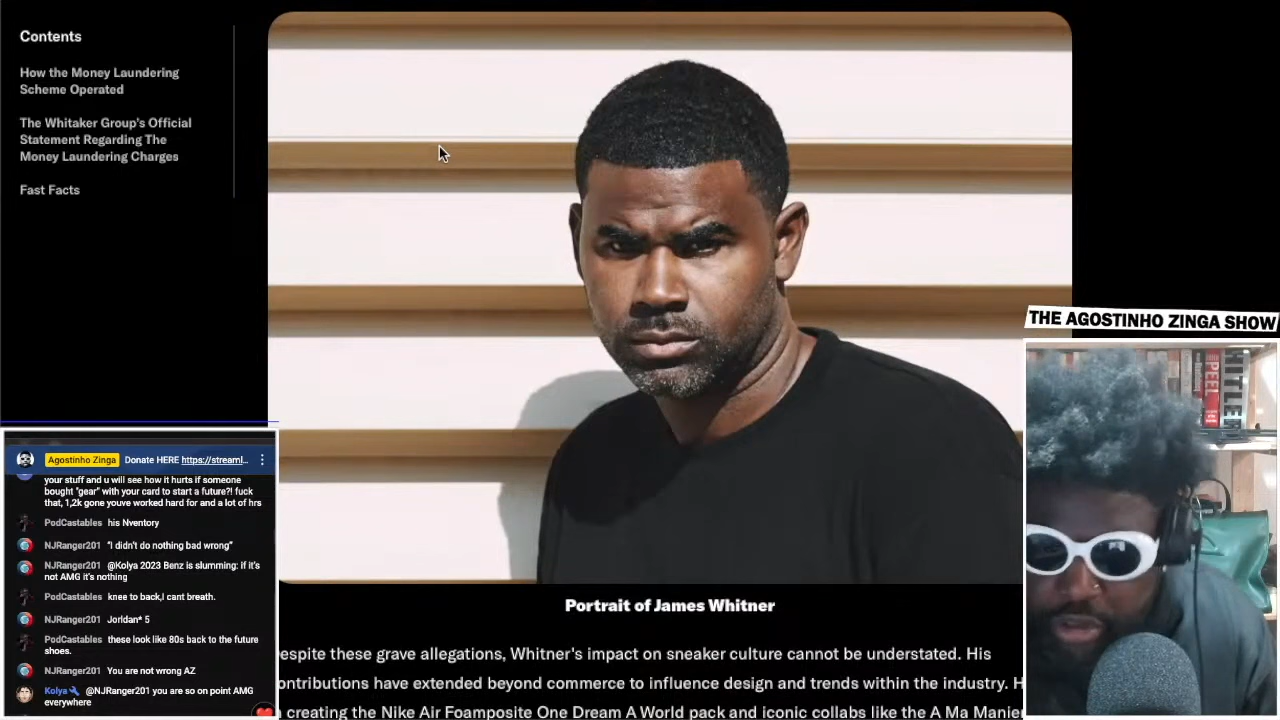 Contents
How the Money Laundering
Scheme Operated
The Whitaker Group's Official
Statement Regarding The
Money Laundering Charges
Fast Facts
THE AGOSTINHO ZINGA SHOW
Agostinho Zinga Donate HERE https://streaml...
your stuff and u will see how it hurts if someone
bought "gear" with your card to start a future?! fuck
that, 1,2k gone youve worked hard for and a lot of hrs
PodCastables his Nventory
NJRanger201 "I didn't do nothing bad wrong"
NJRanger201 @Kolya 2023 Benz is slumming: if it's
not AMG it's nothing
PodCastables knee to back,I cant breath.
NJRanger201 Jorldan* 5
PodCastables these look like 80s back to the future
shoes.
NJRanger201 You are not wrong AZ
Kolya @NJRanger201 you are so on point AMG
everywhere
Portrait of James Whitner
espite these grave allegations, Whitner's impact on sneaker culture cannot be understated. His
ontributions have extended beyond commerce to influence design and trends within the industry. H
creating the Nike Air Foamposite One Dream A World pack and iconic collabs like the A Ma Manier